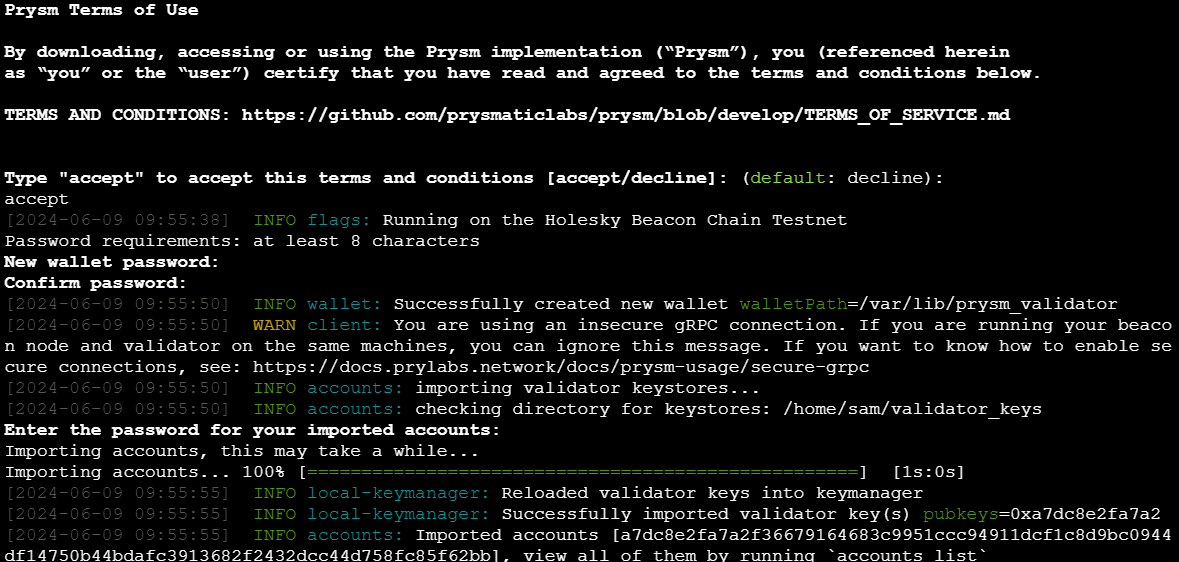 Prysm Terms of Use
By downloading, accessing or using the Prysm implementation (“Prysm”), you (referenced herein
as “you” or the “user”) certify that you have read and agreed to the terms and conditions below.
TERMS AND CONDITIONS: https://github.com/prysmaticlabs/prysm/blob/develop/TERMS_OF_SERVICE.md
Type "accept" to accept this terms and conditions [accept/decline]: (default: decline):
accept
[2024-06-09 09:55:38]  INFO flags: Running on the Holesky Beacon Chain Testnet
Password requirements: at least 8 characters
New wallet password:
Confirm password:
[2024-06-09 09:55:50]  INFO wallet: Successfully created new wallet walletPath=/var/lib/prysm_validator
[2024-06-09 09:55:50]  WARN client: You are using an insecure gRPC connection. If you are running your beaco
n node and validator on the same machines, you can ignore this message. If you want to know how to enable se
cure connections, see: https://docs.prylabs.network/docs/prysm-usage/secure-grpc
[2024-06-09 09:55:50]  INFO accounts: importing validator keystores...
[2024-06-09 09:55:50]  INFO accounts: checking directory for keystores: /home/sam/validator_keys
Enter the password for your imported accounts:
Importing accounts, this may take a while...
Importing accounts... 100% [===================================================]  [1s:0s]
[2024-06-09 09:55:55]  INFO local-keymanager: Reloaded validator keys into keymanager
[2024-06-09 09:55:55]  INFO local-keymanager: Successfully imported validator key(s) pubkeys=0xa7dc8e2fa7a2
[2024-06-09 09:55:55]  INFO accounts: Imported accounts [a7dc8e2fa7a2f36679164683c9951ccc94911dcf1c8d9bc0944
df14750b44bdafc3913682f2432dcc44d758fc85f62bb], view all of them by running `accounts list`